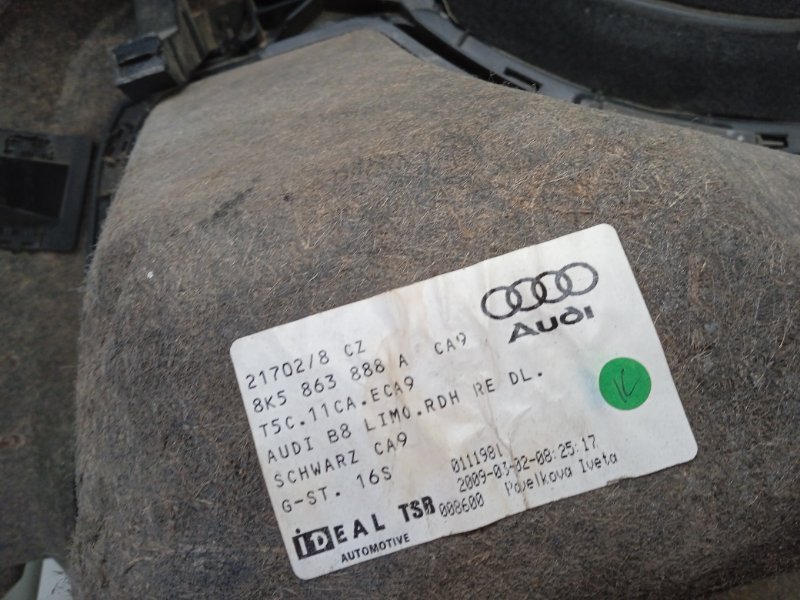 Audi
21702/8 CZ
8K5 863 888 A CA9
T5C.11CA.ECA9
AUDI B8 LIMO.RDH RE DL.
SCHWARZ CA9
G-ST. 16S
0111981
2009-03-02-08:25:17
008600 Pavelkova Iveta
iDEAL TSB
AUTOMOTIVE